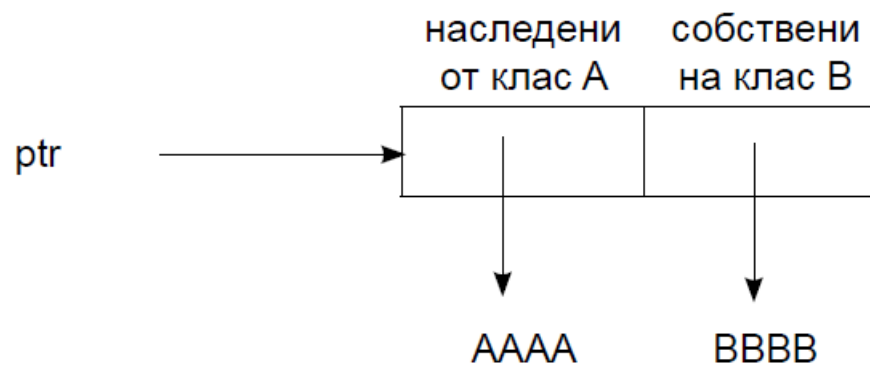 наследени собствени
от клас А на клас В
ptr
AAAA BBBB